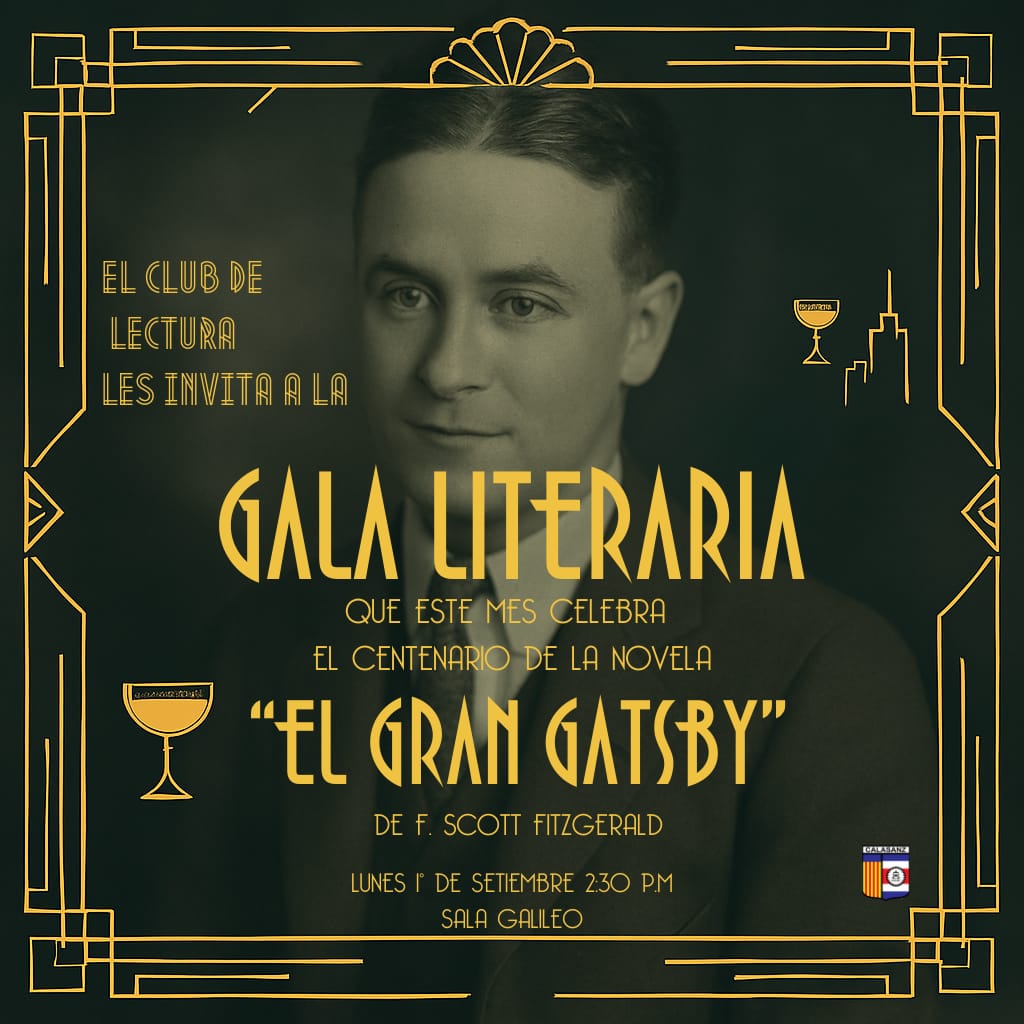 EL CLUB DE
LECTURA
LES INVITA A LA
GALA LITERARIA
QUE ESTE MES CELEBRA
EL CENTENARIO DE LA NOVELA
“EL GRAN GATSBY”
DE F. SCOTT FITZGERALD
CALASANZ
LUNES 1° DE SETIEMBRE 2:30 P.M
SALA GALILEO